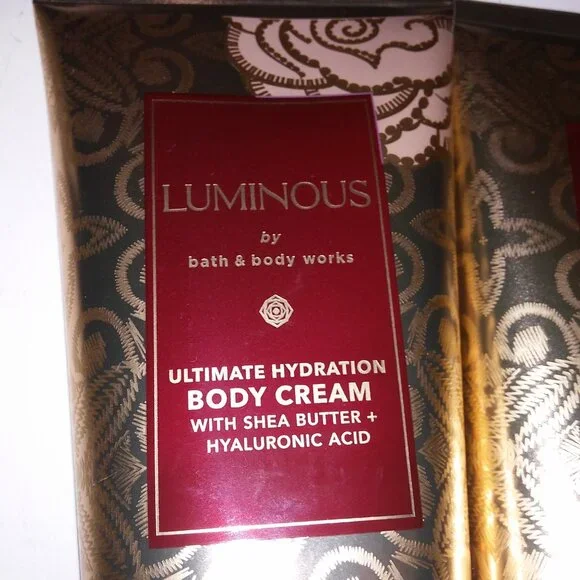 LUMINOUS
by
bath & body works
ULTIMATE HYDRATION
BODY CREAM
WITH SHEA BUTTER +
HYALURONIC ACID